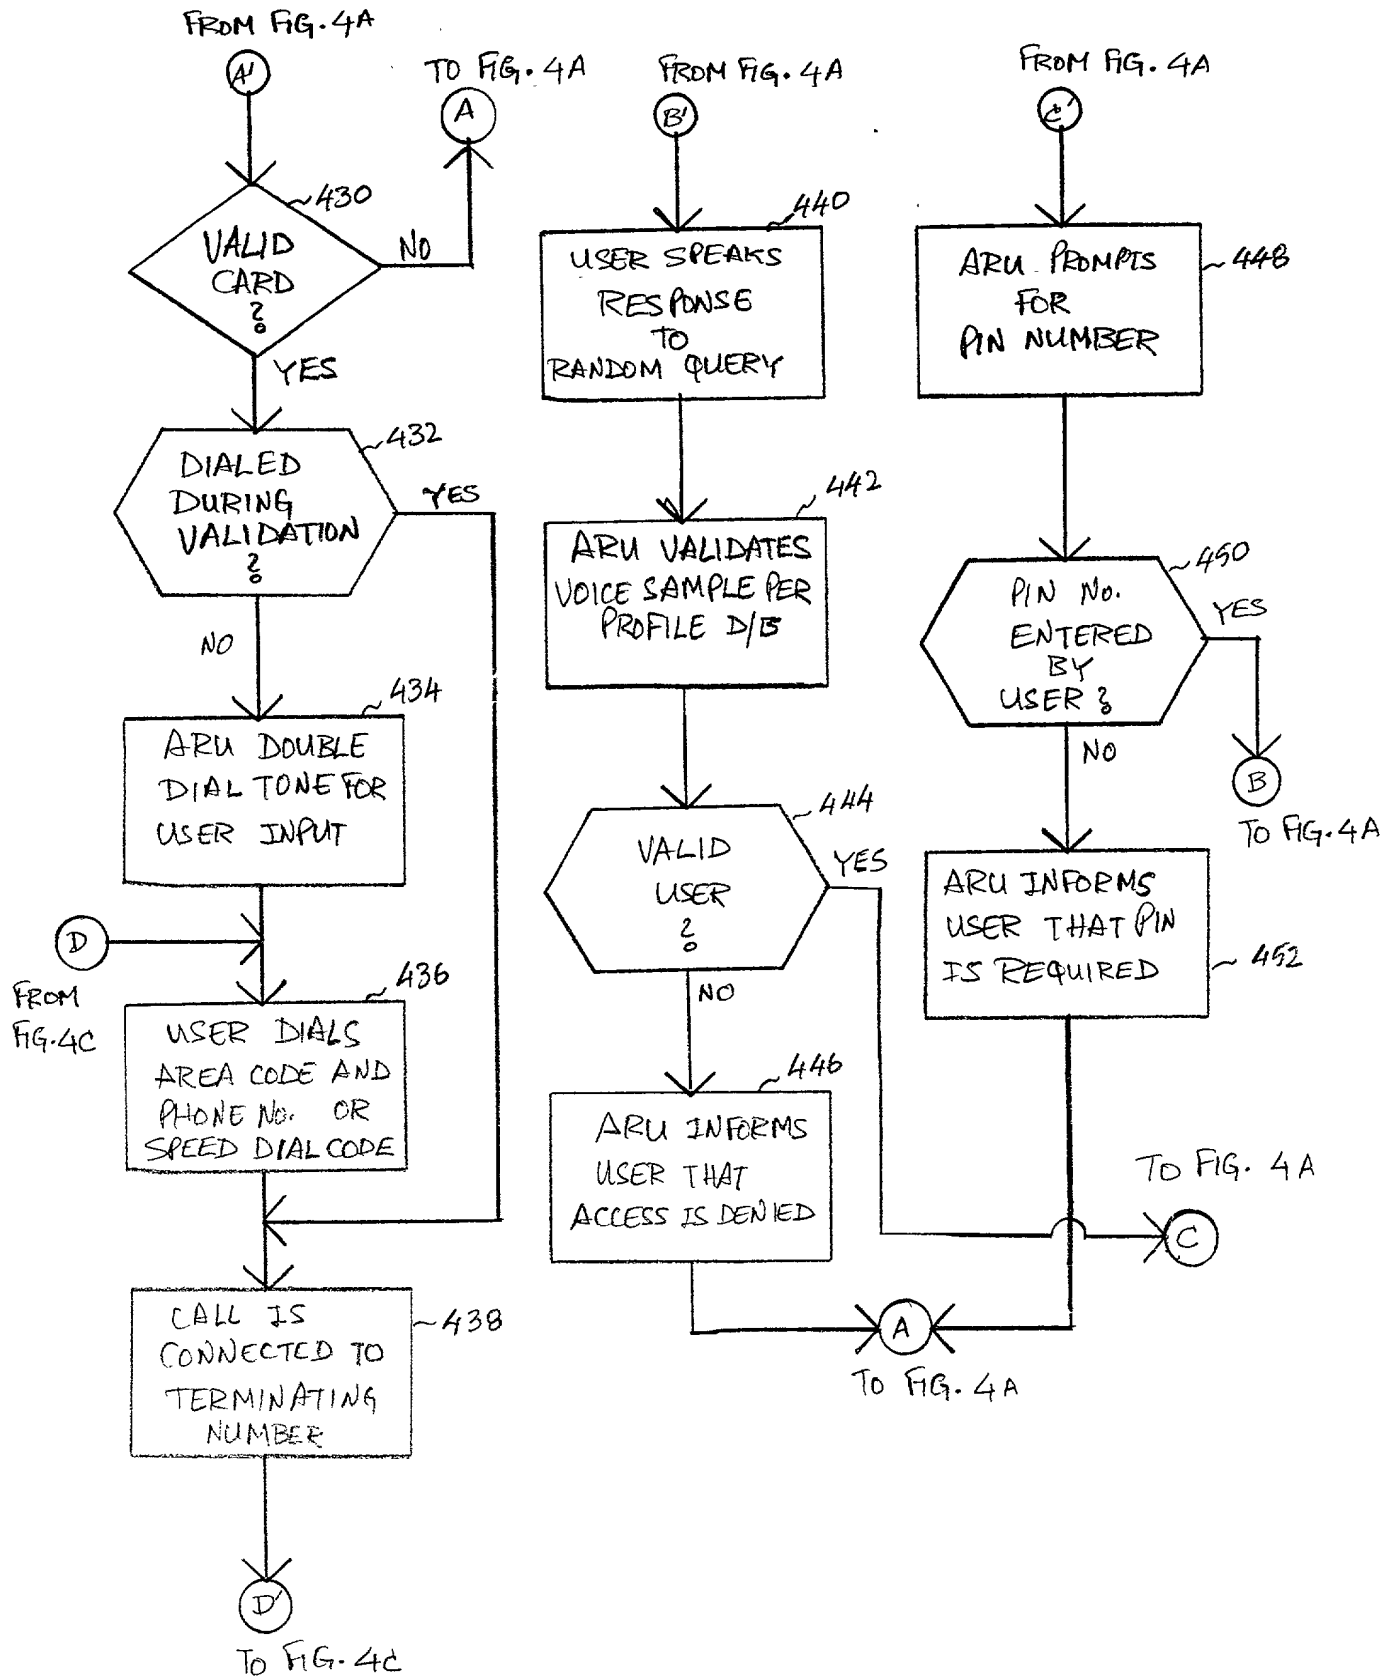 FROM FIG. 4A
A'
TO FIG. 4A
A
430
VALID
CARD
?
NO
YES
432
DIALED
DURING
VALIDATION
?
YES
NO
434
ARU DOUBLE
DIAL TONE FOR
USER INPUT
D
FROM
FIG. 4C
436
USER DIALS
AREA CODE AND
PHONE No. OR
SPEED DIAL CODE
438
CALL IS
CONNECTED TO
TERMINATING
NUMBER
D'
TO FIG. 4C
FROM FIG. 4A
B'
440
USER SPEAKS
RESPONSE
TO
RANDOM QUERY
442
ARU VALIDATES
VOICE SAMPLE PER
PROFILE D/B
444
VALID
USER
?
YES
NO
446
ARU INFORMS
USER THAT
ACCESS IS DENIED
A
TO FIG. 4A
FROM FIG. 4A
C'
448
ARU PROMPTS
FOR
PIN NUMBER
450
PIN No.
ENTERED
BY
USER ?
YES
B
TO FIG. 4A
NO
452
ARU INFORMS
USER THAT PIN
IS REQUIRED
TO FIG. 4A
C